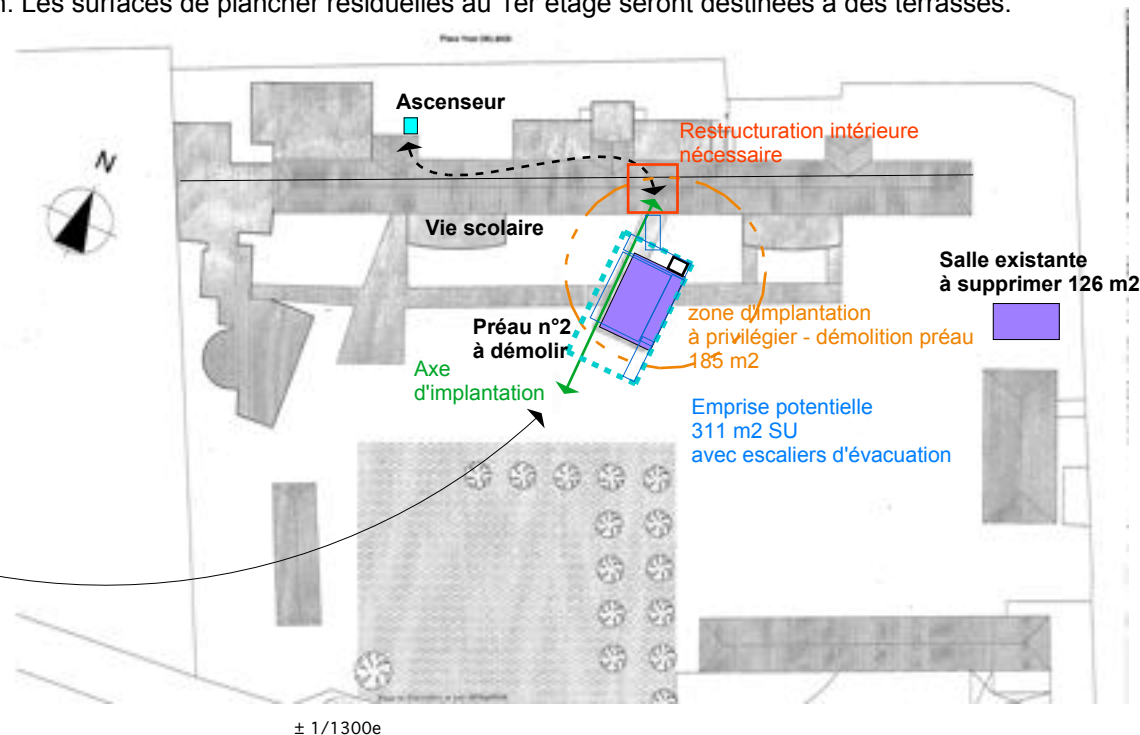 n. Les surfaces de plancher résiduelles au 1er étage seront destinées à des terrasses.
Ascenseur
Restructuration intérieure
nécessaire
N
Vie scolaire
Salle existante
à supprimer 126 m2
zone d'implantation
à privilégier - démolition préau
185 m2
Préau n°2
à démolir
Axe
d'implantation
Emprise potentielle
311 m2 SU
avec escaliers d'évacuation
± 1/1300e